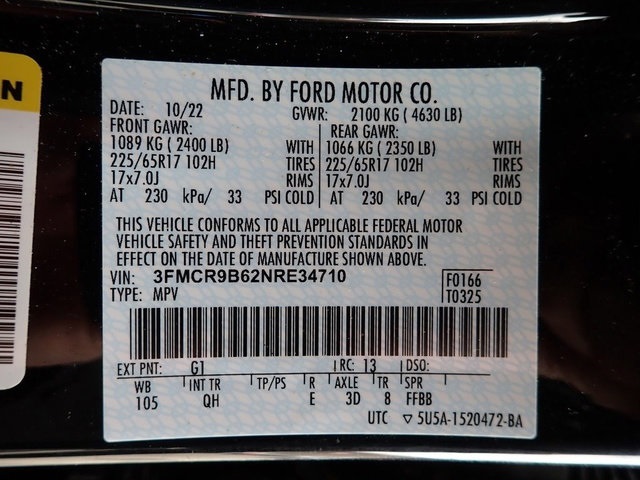 N
MFD. BY FORD MOTOR CO.
DATE: 10/22 GVWR: 2100 KG ( 4630 LB)
FRONT GAWR: REAR GAWR:
1089 KG ( 2400 LB) WITH 1066 KG ( 2350 LB) WITH
225/65R17 102H TIRES 225/65R17 102H TIRES
17x7.0J RIMS 17x7.0J RIMS
AT 230 kPa/ 33 PSI COLD AT 230 kPa/ 33 PSI COLD
THIS VEHICLE CONFORMS TO ALL APPLICABLE FEDERAL MOTOR
VEHICLE SAFETY AND THEFT PREVENTION STANDARDS IN
EFFECT ON THE DATE OF MANUFACTURE SHOWN ABOVE.
VIN: 3FMCR9B62NRE34710 F0166
TYPE: MPV T0325
EXT PNT: G1 RC: 13 DSO:
WB INT TR TP/PS R AXLE TR SPR
105 QH E 3D 8 FFBB
UTC ▽ 5U5A-1520472-BA